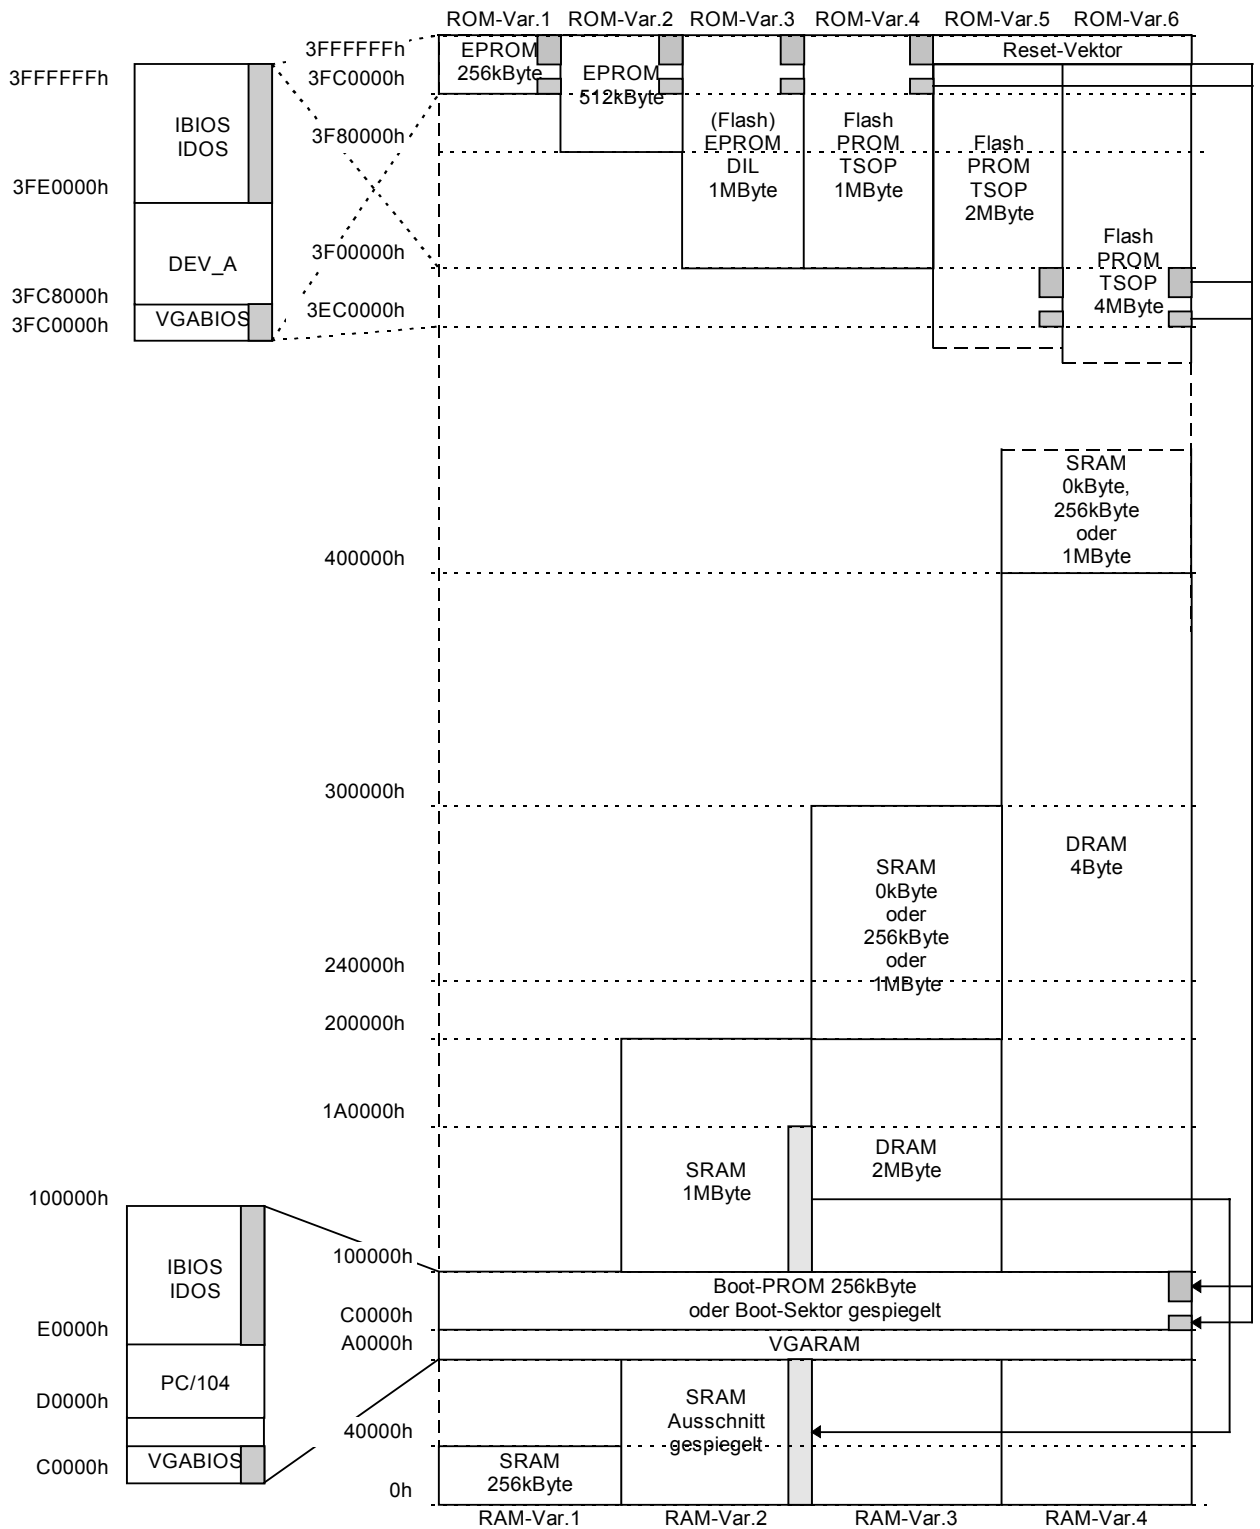 ROM-Var.1 ROM-Var.2 ROM-Var.3 ROM-Var.4 ROM-Var.5 ROM-Var.6
3FFFFFFh
3FC0000h
3F80000h
3F00000h
3EC0000h
EPROM
256kByte
EPROM
512kByte
(Flash)
EPROM
DIL
1MByte
Flash
PROM
TSOP
1MByte
Reset-Vektor
Flash
PROM
TSOP
2MByte
Flash
PROM
TSOP
4MByte
3FFFFFFh
IBIOS
IDOS
3FE0000h
DEV_A
3FC8000h
VGABIOS
3FC0000h
SRAM
0kByte,
256kByte
oder
1MByte
400000h
300000h
DRAM
4Byte
SRAM
0kByte
oder
256kByte
oder
1MByte
240000h
200000h
1A0000h
SRAM
1MByte
DRAM
2MByte
100000h
IBIOS
IDOS
E0000h
PC/104
D0000h
VGABIOS
C0000h
100000h
Boot-PROM 256kByte
oder Boot-Sektor gespiegelt
C0000h
A0000h
VGARAM
SRAM
Ausschnitt
gespiegelt
40000h
SRAM
256kByte
0h
RAM-Var.1 RAM-Var.2 RAM-Var.3 RAM-Var.4